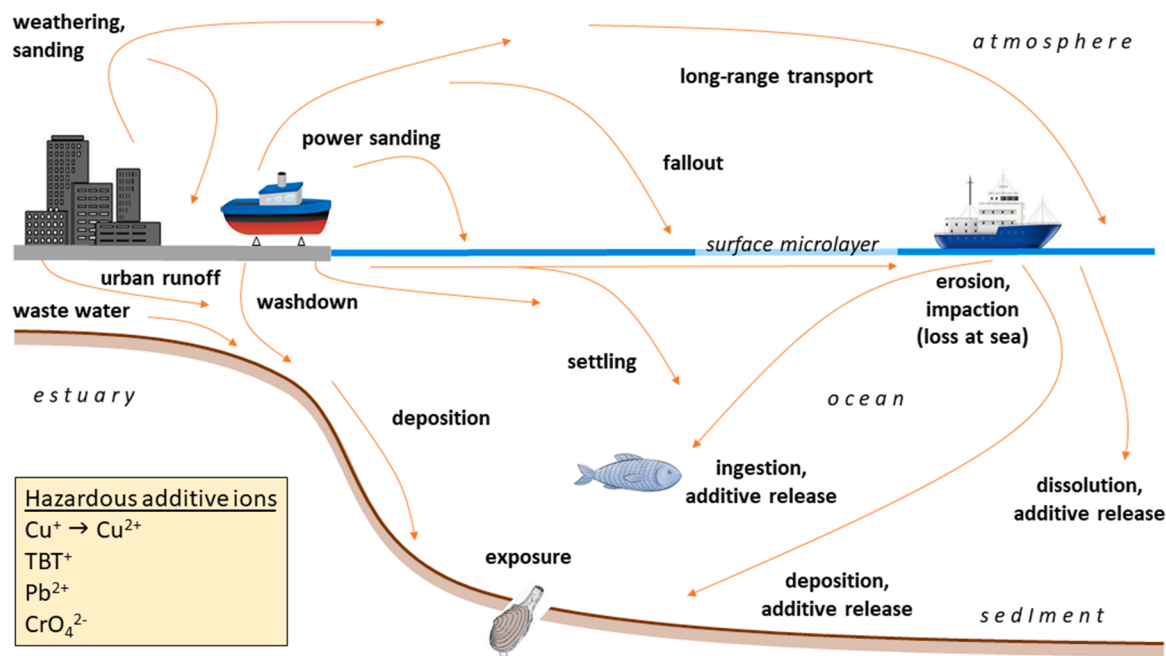 weathering,
sanding
atmosphere
long-range transport
power sanding
fallout
surface microlayer
urban runoff
washdown
waste water
erosion,
impaction
(loss at sea)
settling
estuary
ocean
deposition
ingestion,
additive release
dissolution,
additive release
Hazardous additive ions
Cu⁺ → Cu²⁺
TBT⁺
Pb²⁺
CrO₄²⁻
exposure
deposition,
additive release
sedIment